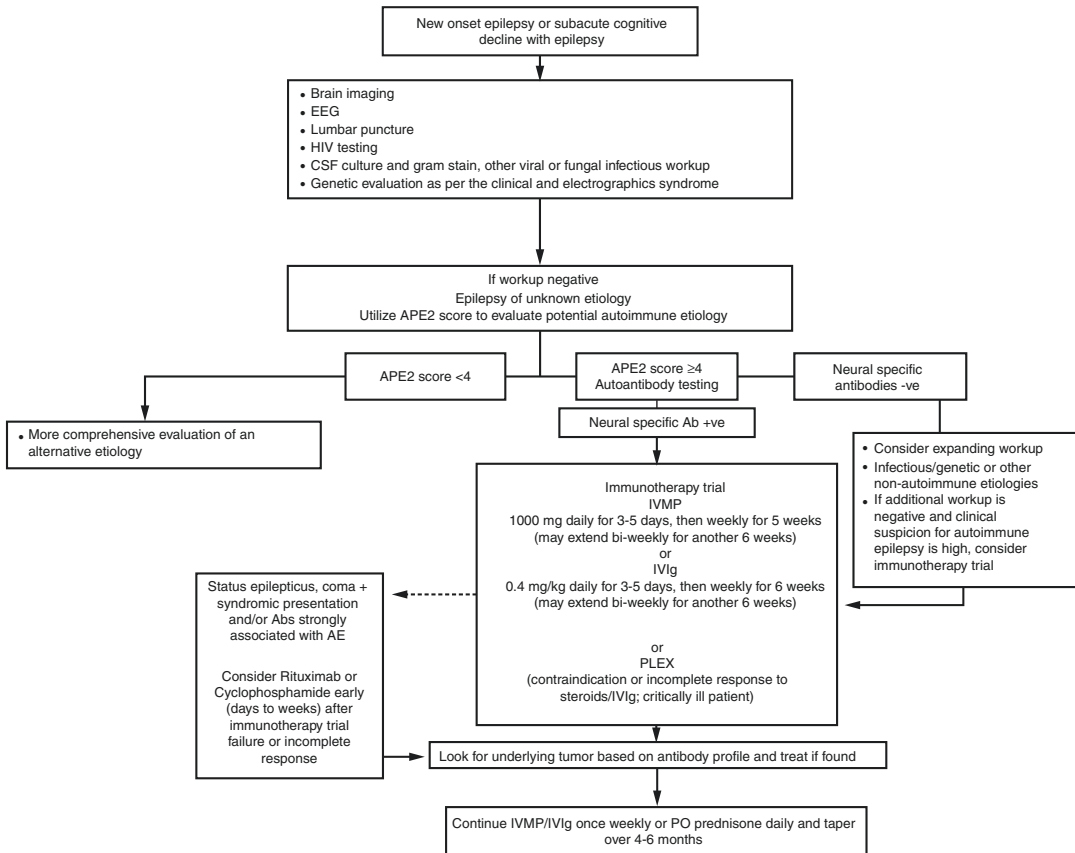 New onset epilepsy or subacute cognitive
decline with epilepsy
• Brain imaging
• EEG
• Lumbar puncture
• HIV testing
• CSF culture and gram stain, other viral or fungal infectious workup
• Genetic evaluation as per the clinical and electrographics syndrome
If workup negative
Epilepsy of unknown etiology
Utilize APE2 score to evaluate potential autoimmune etiology
APE2 score <4
APE2 score ≥4
Autoantibody testing
Neural specific
antibodies -ve
• More comprehensive evaluation of an
alternative etiology
Neural specific Ab +ve
• Consider expanding workup
• Infectious/genetic or other
non-autoimmune etiologies
• If additional workup is
negative and clinical
suspicion for autoimmune
epilepsy is high, consider
immunotherapy trial
Immunotherapy trial
IVMP
1000 mg daily for 3-5 days, then weekly for 5 weeks
(may extend bi-weekly for another 6 weeks)
or
IVIg
0.4 mg/kg daily for 3-5 days, then weekly for 6 weeks
(may extend bi-weekly for another 6 weeks)
or
PLEX
(contraindication or incomplete response to
steroids/IVIg; critically ill patient)
Status epilepticus, coma +
syndromic presentation
and/or Abs strongly
associated with AE
Consider Rituximab or
Cyclophosphamide early
(days to weeks) after
immunotherapy trial
failure or incomplete
response
Look for underlying tumor based on antibody profile and treat if found
Continue IVMP/IVIg once weekly or PO prednisone daily and taper
over 4-6 months